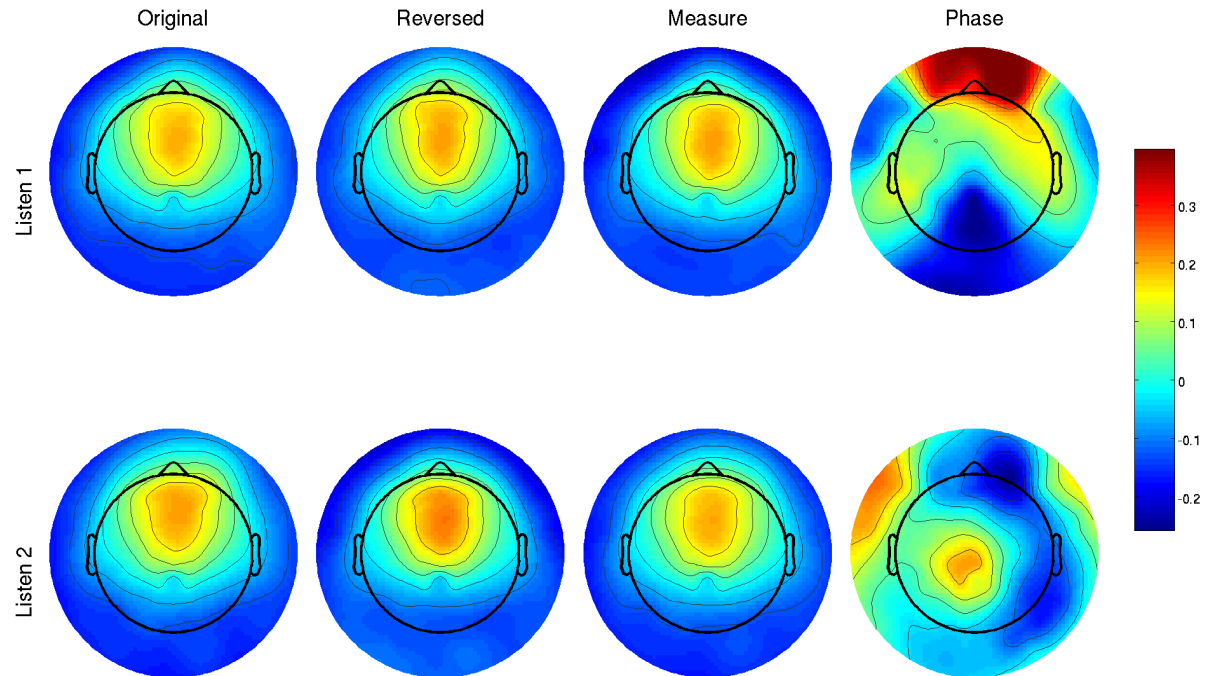 Original Reversed Measure Phase
Listen 1
0.3
0.2
0.1
0
-0.1
-0.2
Listen 2